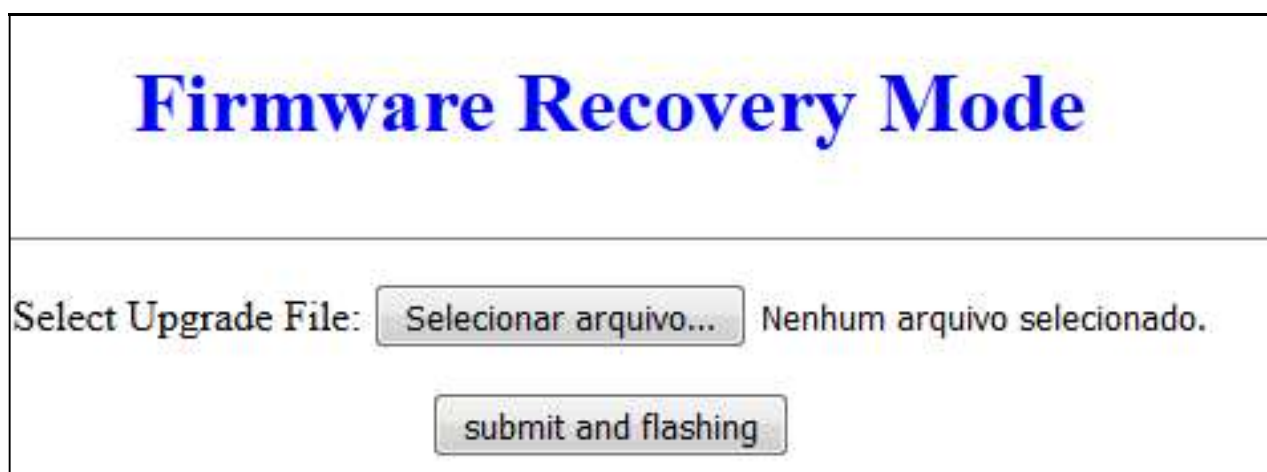 Firmware Recovery Mode
Select Upgrade File: Selecionar arquivo... Nenhum arquivo selecionado.
submit and flashing